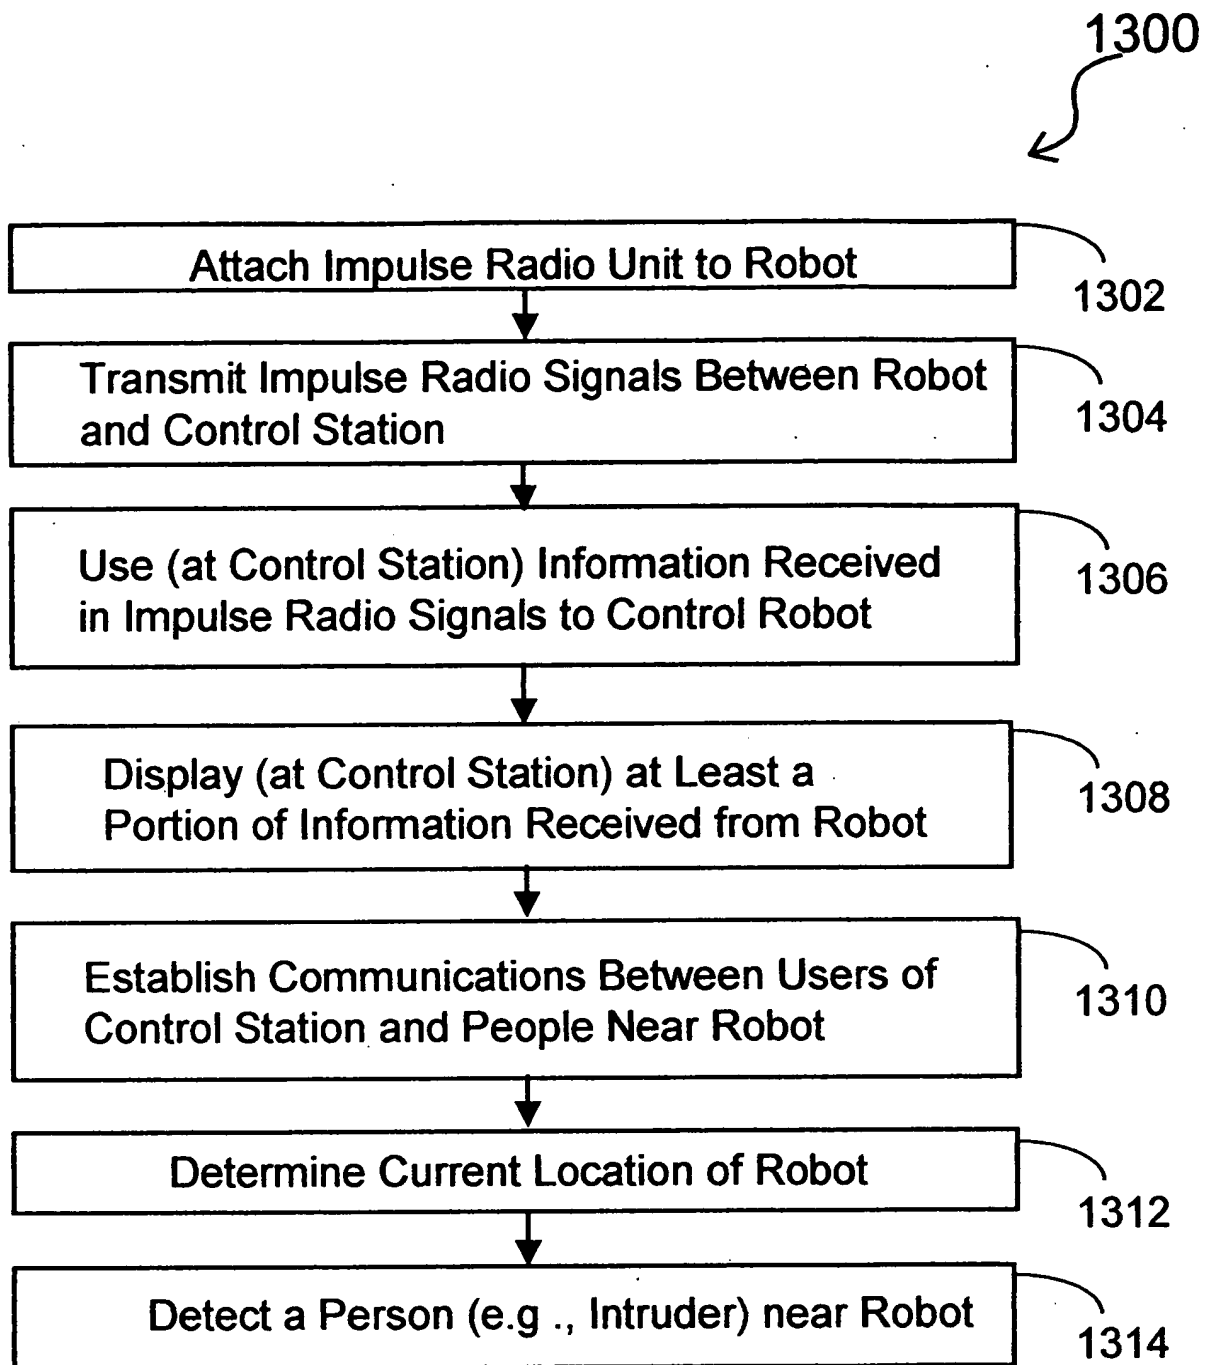 1300
Attach Impulse Radio Unit to Robot
1302
Transmit Impulse Radio Signals Between Robot
and Control Station
1304
Use (at Control Station) Information Received
in Impulse Radio Signals to Control Robot
1306
Display (at Control Station) at Least a
Portion of Information Received from Robot
1308
Establish Communications Between Users of
Control Station and People Near Robot
1310
Determine Current Location of Robot
1312
Detect a Person (e.g ., Intruder) near Robot
1314